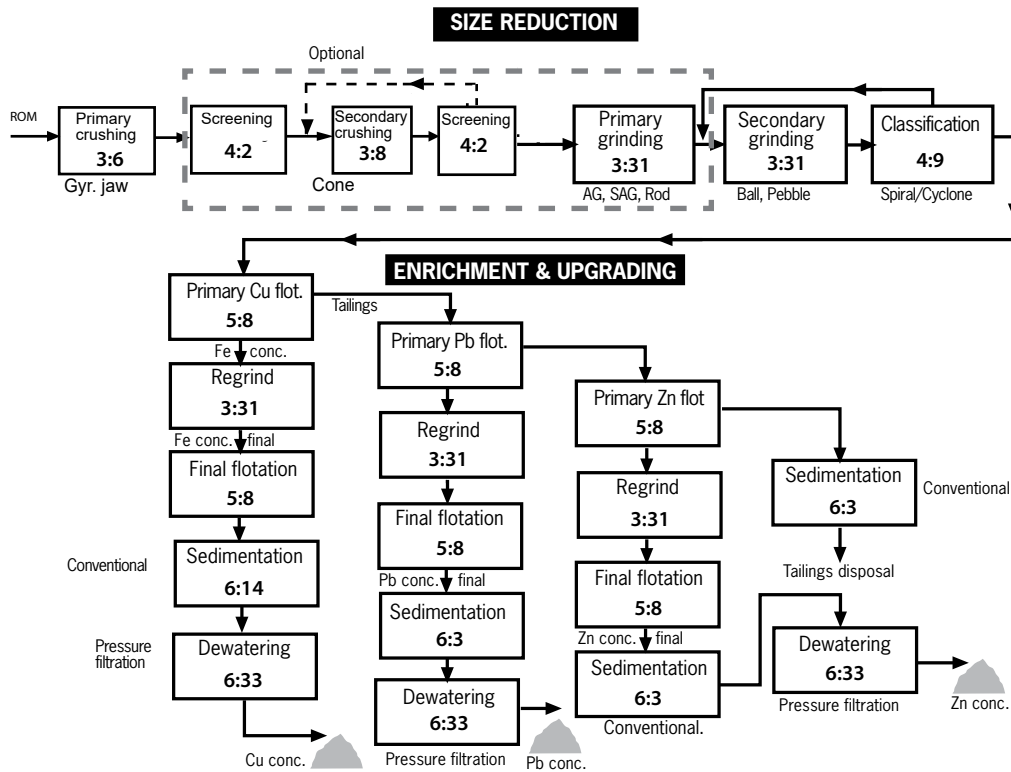 SIZE REDUCTION
Optional
ROM
Primary
crushing
3:6
Gyr. jaw
Screening
4:2
Secondary
crushing
3:8
Cone
Screening
4:2
Primary
grinding
3:31
AG, SAG, Rod
Secondary
grinding
3:31
Ball, Pebble
Classification
4:9
Spiral/Cyclone
ENRICHMENT & UPGRADING
Primary Cu flot.
5:8
Tailings
Fe conc.
Regrind
3:31
Fe conc. final
Final flotation
5:8
Conventional
Sedimentation
6:14
Pressure
filtration
Dewatering
6:33
Cu conc.
Primary Pb flot.
5:8
Regrind
3:31
Final flotation
5:8
Pb conc. final
Sedimentation
6:3
Dewatering
6:33
Pressure filtration
Pb conc.
Primary Zn flot
5:8
Regrind
3:31
Final flotation
5:8
Zn conc. final
Sedimentation
6:3
Conventional.
Sedimentation
6:3
Conventional
Tailings disposal
Dewatering
6:33
Pressure filtration
Zn conc.